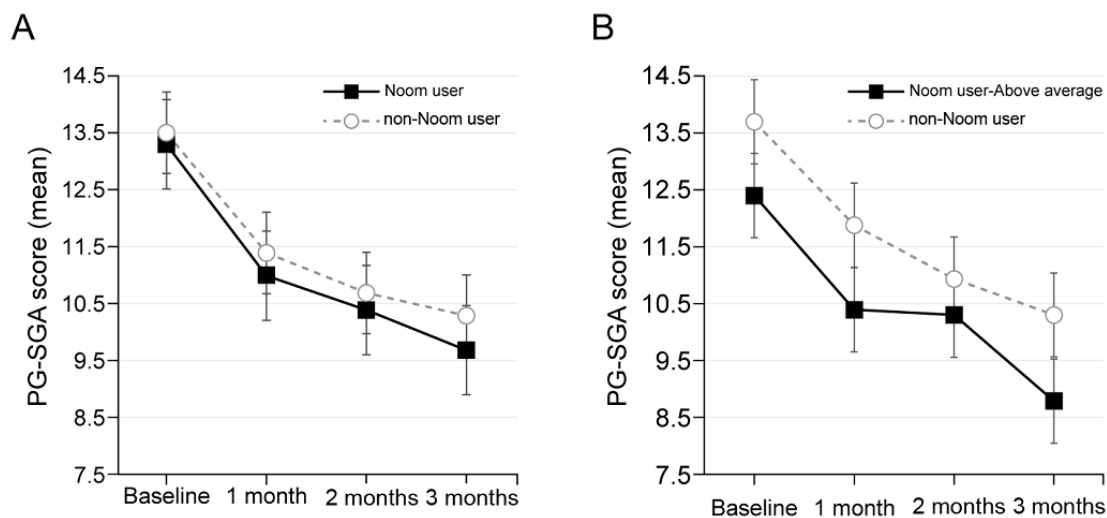 A
PG-SGA score (mean)
14.5
13.5
12.5
11.5
10.5
9.5
8.5
7.5
Noom user
non-Noom user
Baseline 1 month 2 months 3 months
B
PG-SGA score (mean)
14.5
13.5
12.5
11.5
10.5
9.5
8.5
7.5
Noom user-Above average
non-Noom user
Baseline 1 month 2 months 3 months